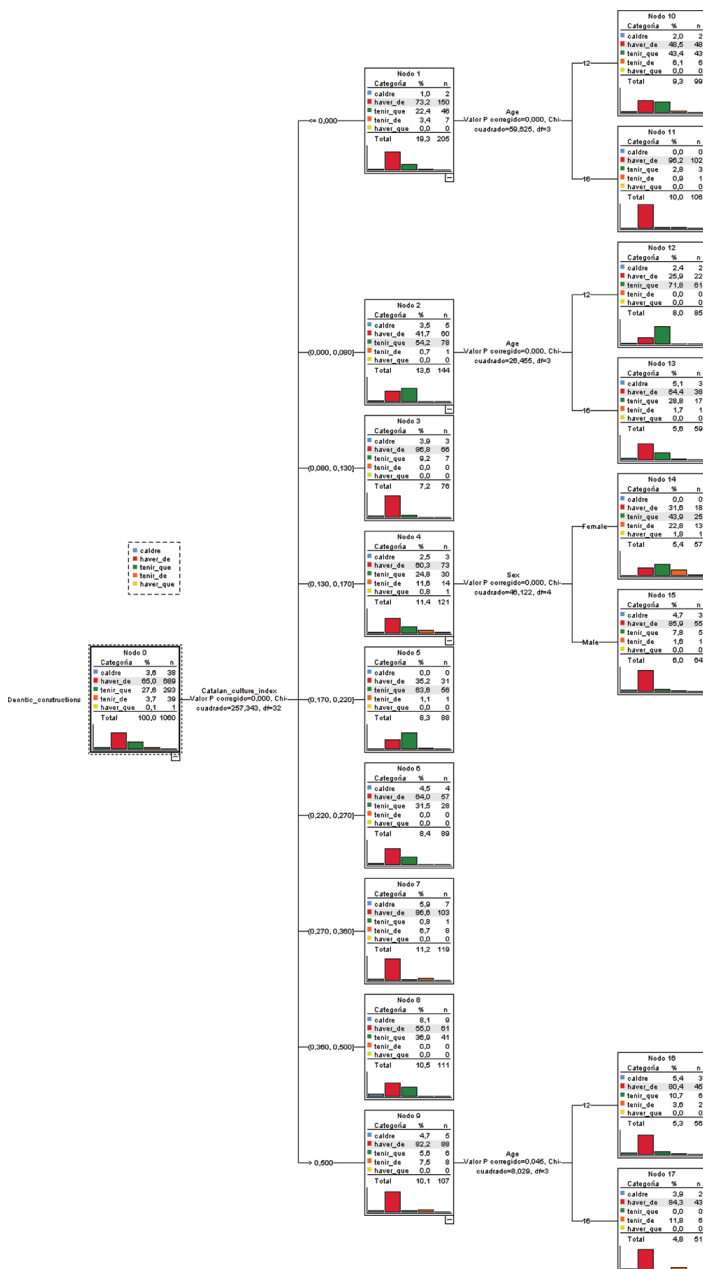 Deontic_constructions
caldre
haver_de
tenir_que
tenir_de
haver_que
Nodo 0
Categoría % n
caldre 3,6 38
haver_de 65,0 689
tenir_que 27,6 293
tenir_de 3,7 39
haver_que 0,1 1
Total 100,0 1060
Catalan_culture_index
Valor P corregido=0,000, Chi-
cuadrado=257,343, df=32
<= 0,000
Nodo 1
Categoría % n
caldre 1,0 2
haver_de 73,2 150
tenir_que 22,4 46
tenir_de 3,4 7
haver_que 0,0 0
Total 19,3 205
Age
Valor P corregido=0,000, Chi-
cuadrado=59,625, df=3
12
Nodo 10
Categoría % n
caldre 2,0 2
haver_de 48,5 48
tenir_que 43,4 43
tenir_de 6,1 6
haver_que 0,0 0
Total 9,3 99
16
Nodo 11
Categoría % n
caldre 0,0 0
haver_de 96,2 102
tenir_que 2,8 3
tenir_de 0,9 1
haver_que 0,0 0
Total 10,0 106
(0,000, 0,080]
Nodo 2
Categoría % n
caldre 3,5 5
haver_de 41,7 60
tenir_que 54,2 78
tenir_de 0,7 1
haver_que 0,0 0
Total 13,6 144
Age
Valor P corregido=0,000, Chi-
cuadrado=26,455, df=3
12
Nodo 12
Categoría % n
caldre 2,4 2
haver_de 25,9 22
tenir_que 71,8 61
tenir_de 0,0 0
haver_que 0,0 0
Total 8,0 85
16
Nodo 13
Categoría % n
caldre 5,1 3
haver_de 64,4 38
tenir_que 28,8 17
tenir_de 1,7 1
haver_que 0,0 0
Total 5,6 59
(0,080, 0,130]
Nodo 3
Categoría % n
caldre 3,9 3
haver_de 86,8 66
tenir_que 9,2 7
tenir_de 0,0 0
haver_que 0,0 0
Total 7,2 76
(0,130, 0,170]
Nodo 4
Categoría % n
caldre 2,5 3
haver_de 60,3 73
tenir_que 24,8 30
tenir_de 11,6 14
haver_que 0,8 1
Total 11,4 121
Sex
Valor P corregido=0,000, Chi-
cuadrado=46,122, df=4
Female
Nodo 14
Categoría % n
caldre 0,0 0
haver_de 31,6 18
tenir_que 43,9 25
tenir_de 22,8 13
haver_que 1,8 1
Total 5,4 57
Male
Nodo 15
Categoría % n
caldre 4,7 3
haver_de 85,9 55
tenir_que 7,8 5
tenir_de 1,6 1
haver_que 0,0 0
Total 6,0 64
(0,170, 0,220]
Nodo 5
Categoría % n
caldre 0,0 0
haver_de 35,2 31
tenir_que 63,6 56
tenir_de 1,1 1
haver_que 0,0 0
Total 8,3 88
(0,220, 0,270]
Nodo 6
Categoría % n
caldre 4,5 4
haver_de 64,0 57
tenir_que 31,5 28
tenir_de 0,0 0
haver_que 0,0 0
Total 8,4 89
(0,270, 0,360]
Nodo 7
Categoría % n
caldre 5,9 7
haver_de 86,6 103
tenir_que 0,8 1
tenir_de 6,7 8
haver_que 0,0 0
Total 11,2 119
(0,360, 0,500]
Nodo 8
Categoría % n
caldre 8,1 9
haver_de 55,0 61
tenir_que 36,9 41
tenir_de 0,0 0
haver_que 0,0 0
Total 10,5 111
> 0,500
Nodo 9
Categoría % n
caldre 4,7 5
haver_de 82,2 88
tenir_que 5,6 6
tenir_de 7,5 8
haver_que 0,0 0
Total 10,1 107
Age
Valor P corregido=0,045, Chi-
cuadrado=8,029, df=3
12
Nodo 16
Categoría % n
caldre 5,4 3
haver_de 80,4 45
tenir_que 10,7 6
tenir_de 3,6 2
haver_que 0,0 0
Total 5,3 56
16
Nodo 17
Categoría % n
caldre 3,9 2
haver_de 84,3 43
tenir_que 0,0 0
tenir_de 11,8 6
haver_que 0,0 0
Total 4,8 51